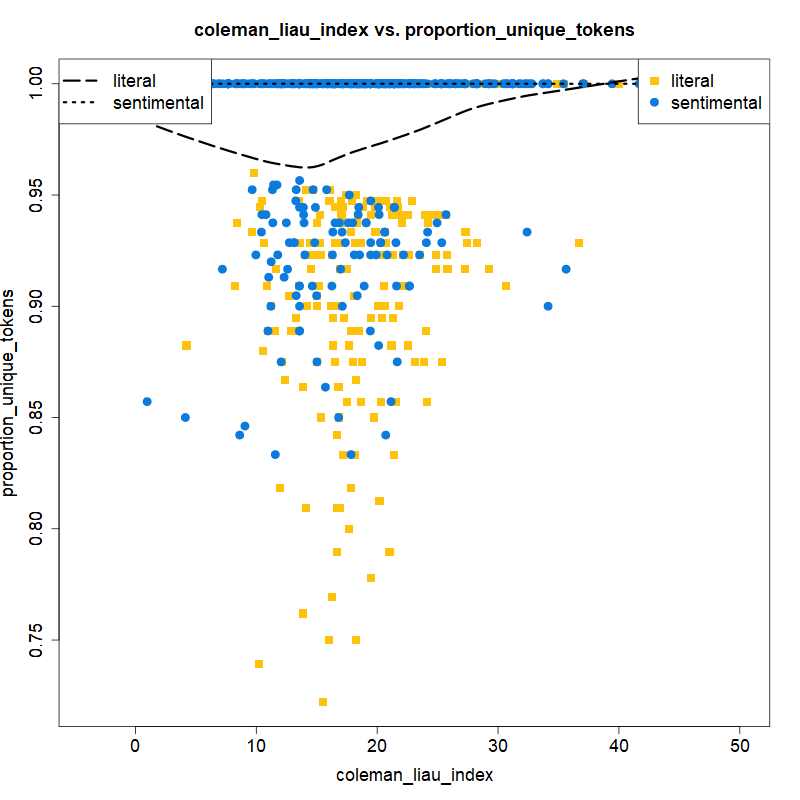 coleman_liau_index vs. proportion_unique_tokens
literal
sentimental
literal
sentimental
proportion_unique_tokens
1.00
0.95
0.90
0.85
0.80
0.75
0 10 20 30 40 50
coleman_liau_index